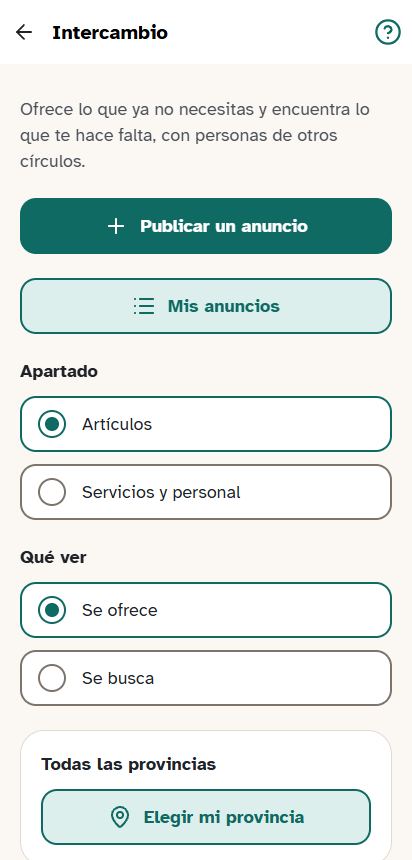 Intercambio
Ofrece lo que ya no necesitas y encuentra lo
que te hace falta, con personas de otros
círculos.
Publicar un anuncio
Mis anuncios
Apartado
Artículos
Servicios y personal
Qué ver
Se ofrece
Se busca
Todas las provincias
Elegir mi provincia